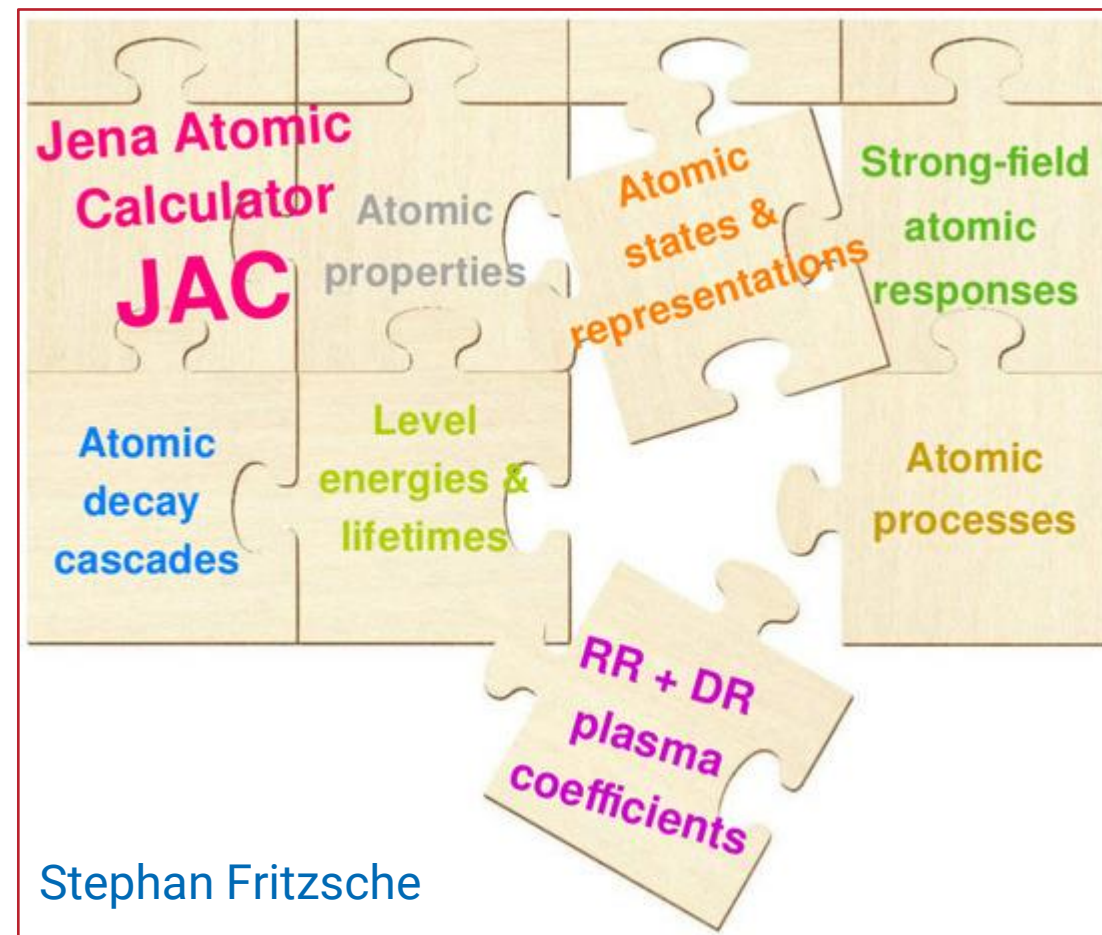 Jena Atomic
Calculator
JAC
Atomic
properties
Atomic
states &
representations
Strong-field
atomic
responses
Atomic
decay
cascades
Level
energies &
lifetimes
Atomic
processes
RR + DR
plasma
coefficients
Stephan Fritzsche